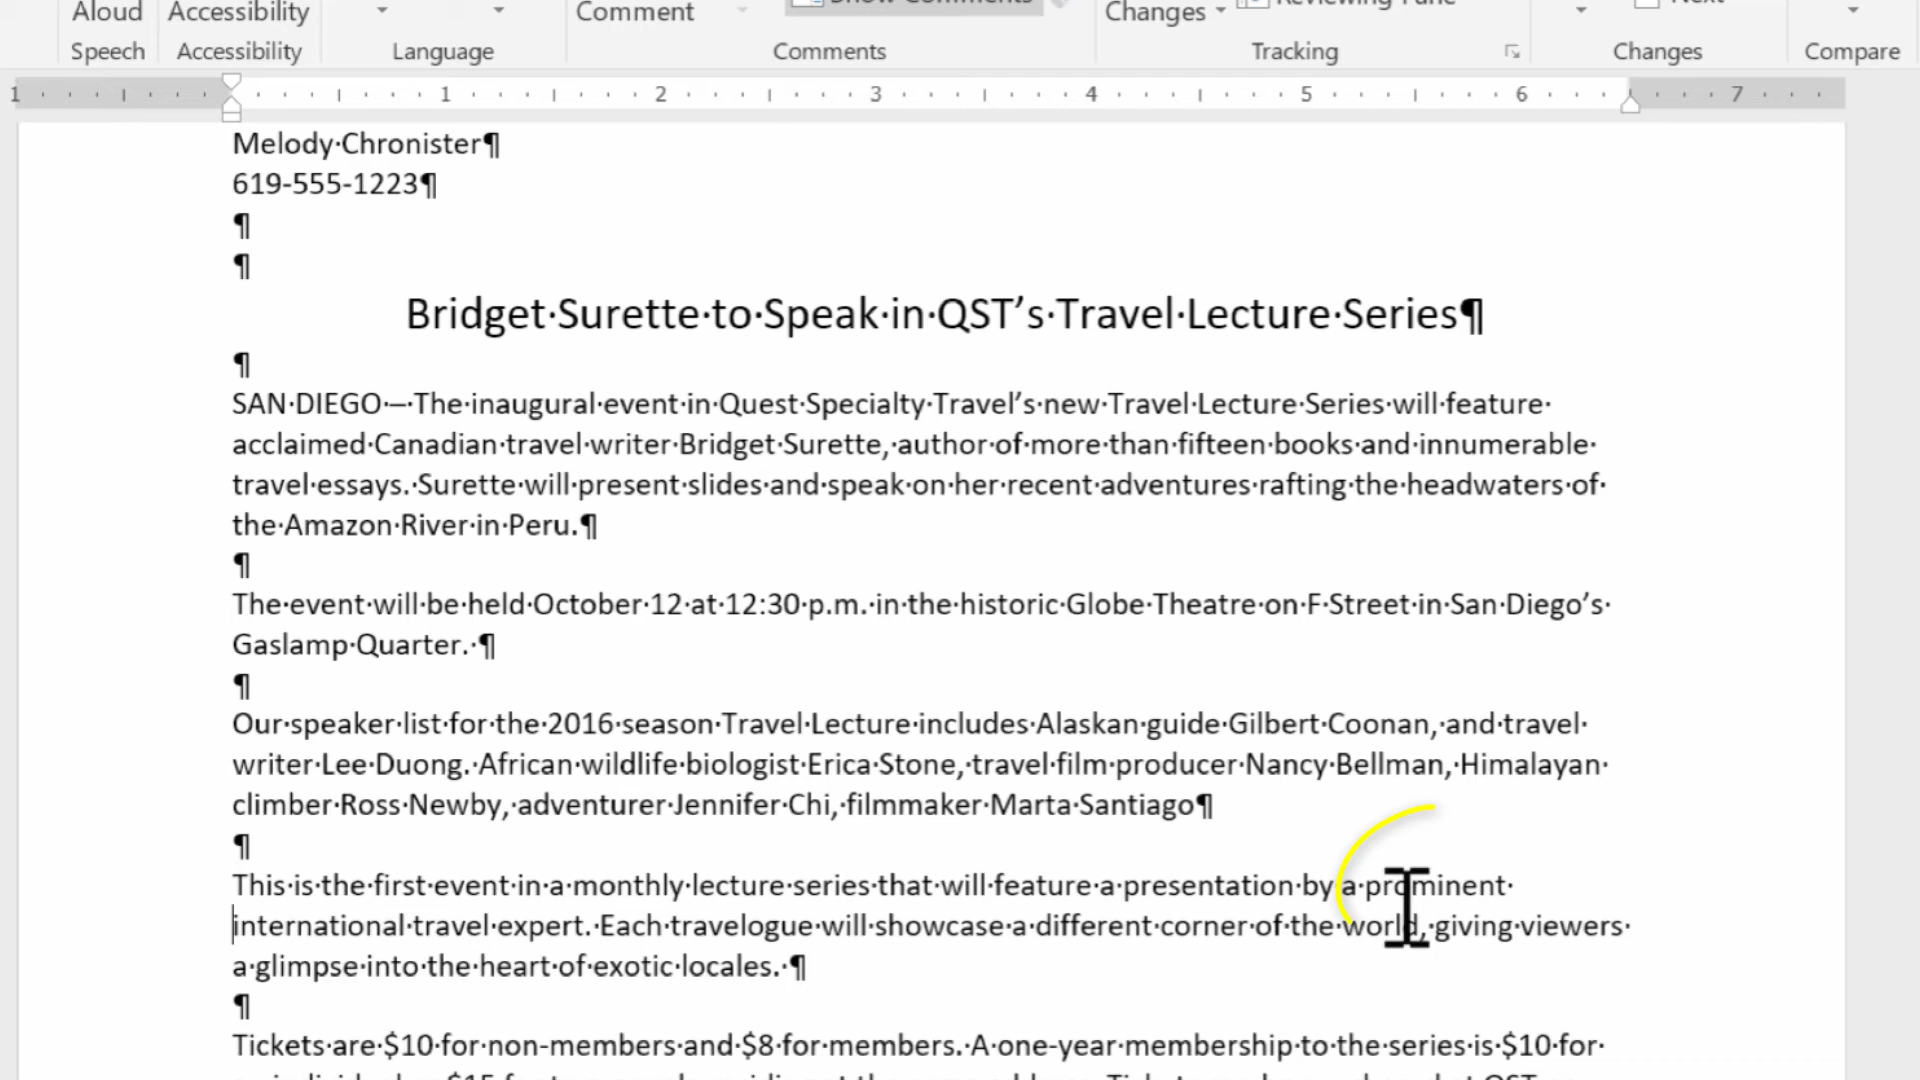 Aloud Accessibility Comment Show Comments Changes Reviewing Pane Next
Speech Accessibility Language Comments Tracking Changes Compare
1 1 2 3 4 5 6 7
Melody·Chronister¶
619-555-1223¶
¶
¶
Bridget·Surette·to·Speak·in·QST’s·Travel·Lecture·Series¶
¶
SAN·DIEGO·–·The·inaugural·event·in·Quest·Specialty·Travel’s·new·Travel·Lecture·Series·will·feature·
acclaimed·Canadian·travel·writer·Bridget·Surette,·author·of·more·than·fifteen·books·and·innumerable·
travel·essays.·Surette·will·present·slides·and·speak·on·her·recent·adventures·rafting·the·headwaters·of·
the·Amazon·River·in·Peru.¶
¶
The·event·will·be·held·October·12·at·12:30·p.m.·in·the·historic·Globe·Theatre·on·F·Street·in·San·Diego’s·
Gaslamp·Quarter.·¶
¶
Our·speaker·list·for·the·2016·season·Travel·Lecture·includes·Alaskan·guide·Gilbert·Coonan,·and·travel·
writer·Lee·Duong.·African·wildlife·biologist·Erica·Stone,·travel·film·producer·Nancy·Bellman,·Himalayan·
climber·Ross·Newby,·adventurer·Jennifer·Chi,·filmmaker·Marta·Santiago¶
¶
This·is·the·first·event·in·a·monthly·lecture·series·that·will·feature·a·presentation·by·a·prominent·
international·travel·expert.·Each·travelogue·will·showcase·a·different·corner·of·the·world,·giving·viewers·
a·glimpse·into·the·heart·of·exotic·locales.·¶
¶
Tickets·are·$10·for·non-members·and·$8·for·members.·A·one-year·membership·to·the·series·is·$10·for·